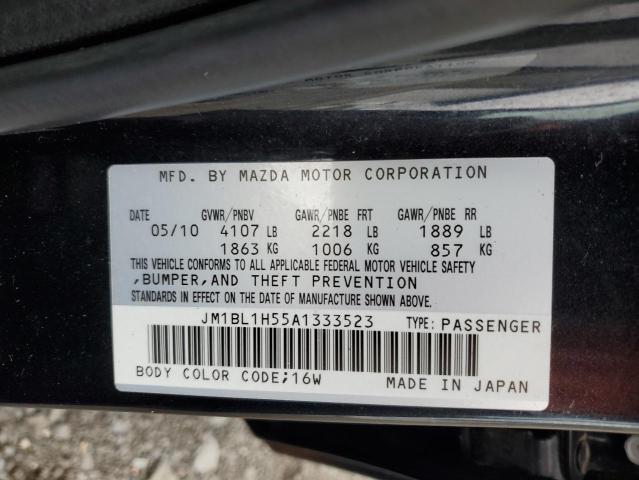 MFD. BY MAZDA MOTOR CORPORATION
DATE GVWR/PNBV GAWR/PNBE FRT GAWR/PNBE RR
05/10 4107 LB 2218 LB 1889 LB
1863 KG 1006 KG 857 KG
THIS VEHICLE CONFORMS TO ALL APPLICABLE FEDERAL MOTOR VEHICLE SAFETY
,BUMPER,AND THEFT PREVENTION
STANDARDS IN EFFECT ON THE DATE OF MANUFACTURE SHOWN ABOVE.
JM1BL1H55A1333523 TYPE: PASSENGER
BODY COLOR CODE;16W MADE IN JAPAN